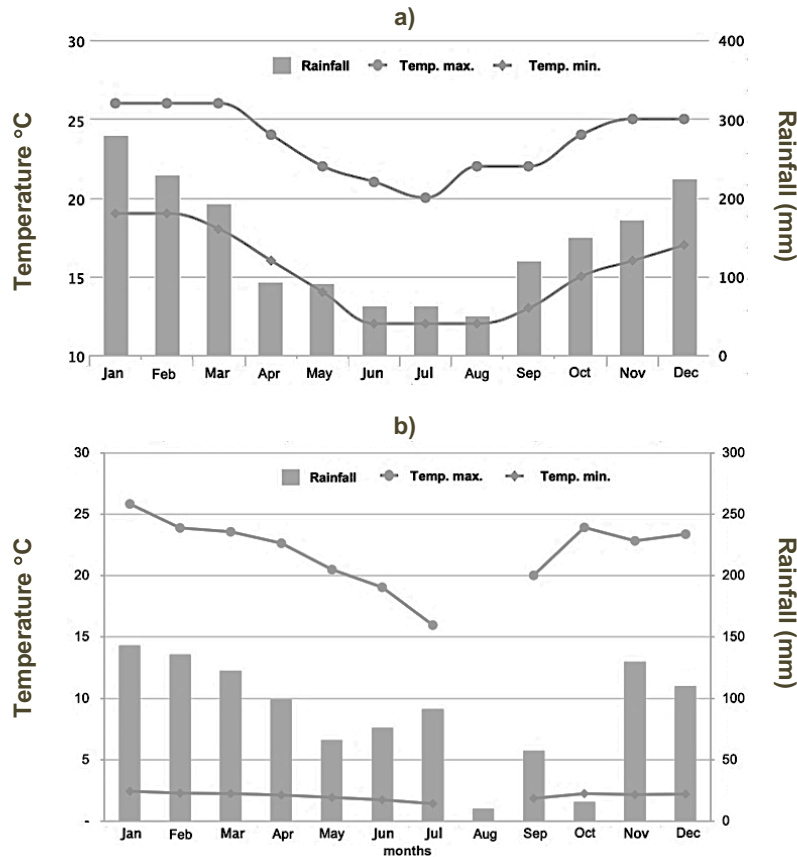 a)
30
400
Rainfall Temp. max. Temp. min.
25
300
20
200
15
100
10
0
Temperature °C
Rainfall (mm)
Jan Feb Mar Apr May Jun Jul Aug Sep Oct Nov Dec
b)
30
300
Rainfall Temp. max. Temp. min.
25
250
20
200
15
150
10
100
5
50
-
0
Temperature °C
Rainfall (mm)
Jan Feb Mar Apr May Jun Jul Aug Sep Oct Nov Dec
months